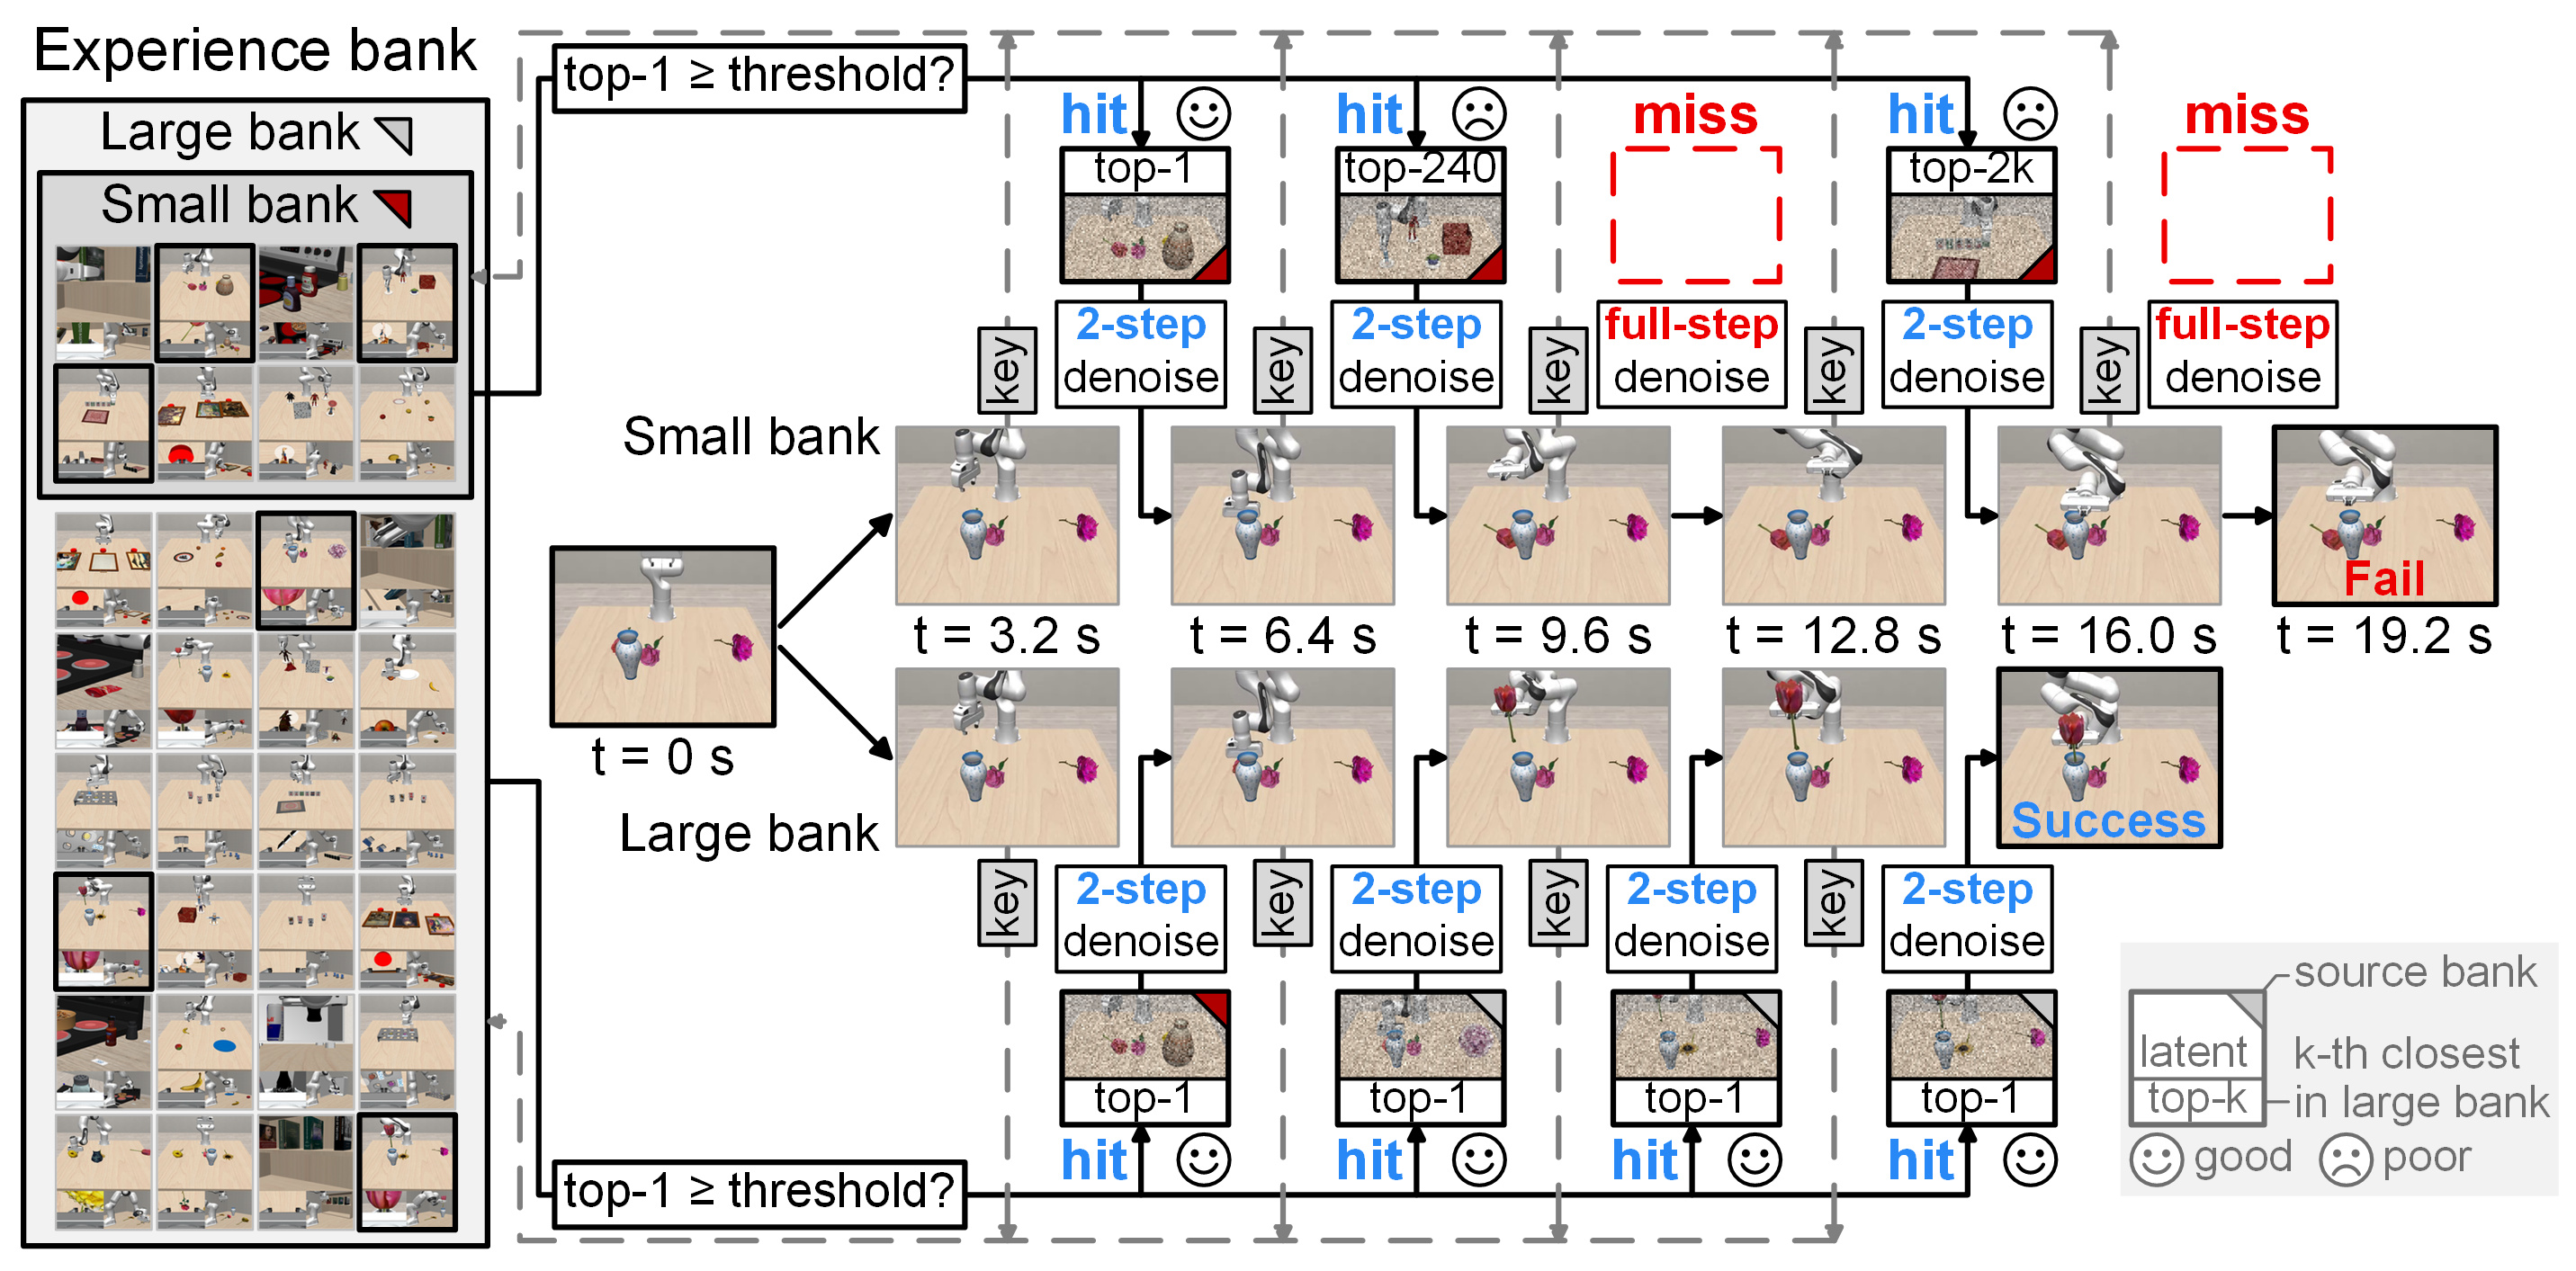 Experience bank
Large bank
Small bank
top-1 ≥ threshold?
hit
hit
miss
hit
miss
top-1
top-240
top-2k
2-step
denoise
2-step
denoise
full-step
denoise
2-step
denoise
full-step
denoise
key
key
key
key
key
Small bank
Fail
t = 0 s
t = 3.2 s
t = 6.4 s
t = 9.6 s
t = 12.8 s
t = 16.0 s
t = 19.2 s
Large bank
Success
key
key
key
key
2-step
denoise
2-step
denoise
2-step
denoise
2-step
denoise
top-1
top-1
top-1
top-1
hit
hit
hit
hit
top-1 ≥ threshold?
source bank
latent
k-th closest
top-k
in large bank
good
poor